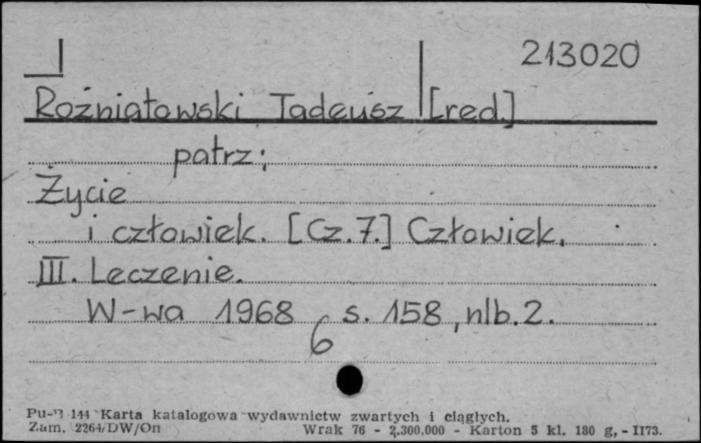 213020
Rożniatowski Tadeusz [red.]
patrz:
Życie
i człowiek. [Cz.7.] Człowiek.
III. Leczenie.
W-wa 1968 s. 158, nlb.2.
6
Pu-B 144 Karta katalogowa wydawnictw zwartych i ciągłych.
Zam. 2264/DW/On Wrak 76 - 2.300.000 - Karton 5 kl. 180 g, - II73.